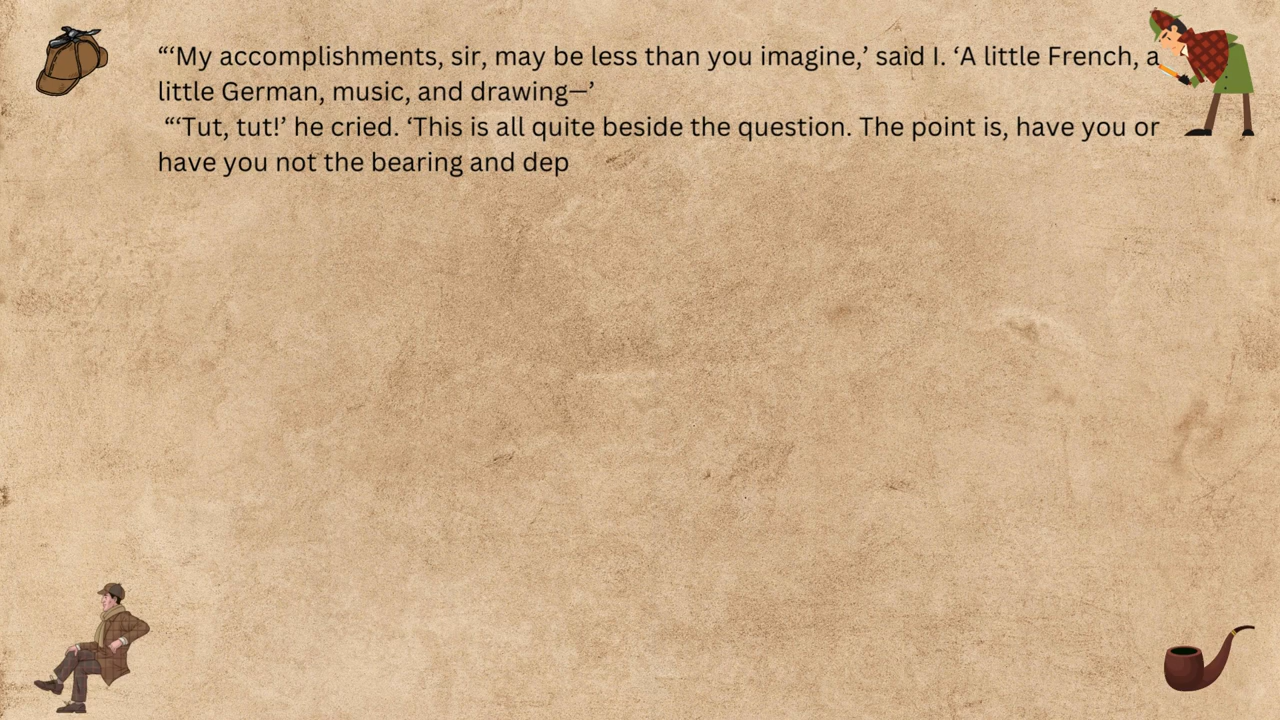 “‘My accomplishments, sir, may be less than you imagine,’ said I. ‘A little French, a
little German, music, and drawing—’
“‘Tut, tut!’ he cried. ‘This is all quite beside the question. The point is, have you or
have you not the bearing and dep